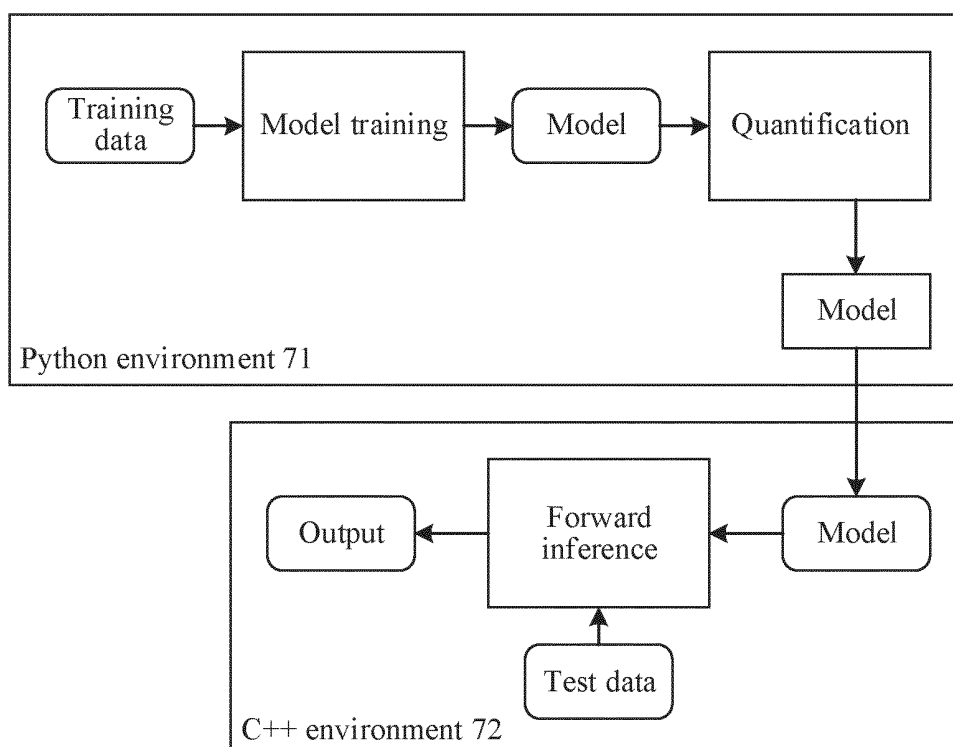 Training
data
Model training
Model
Quantification
Model
Python environment 71
Output
Forward
inference
Model
Test data
C++ environment 72